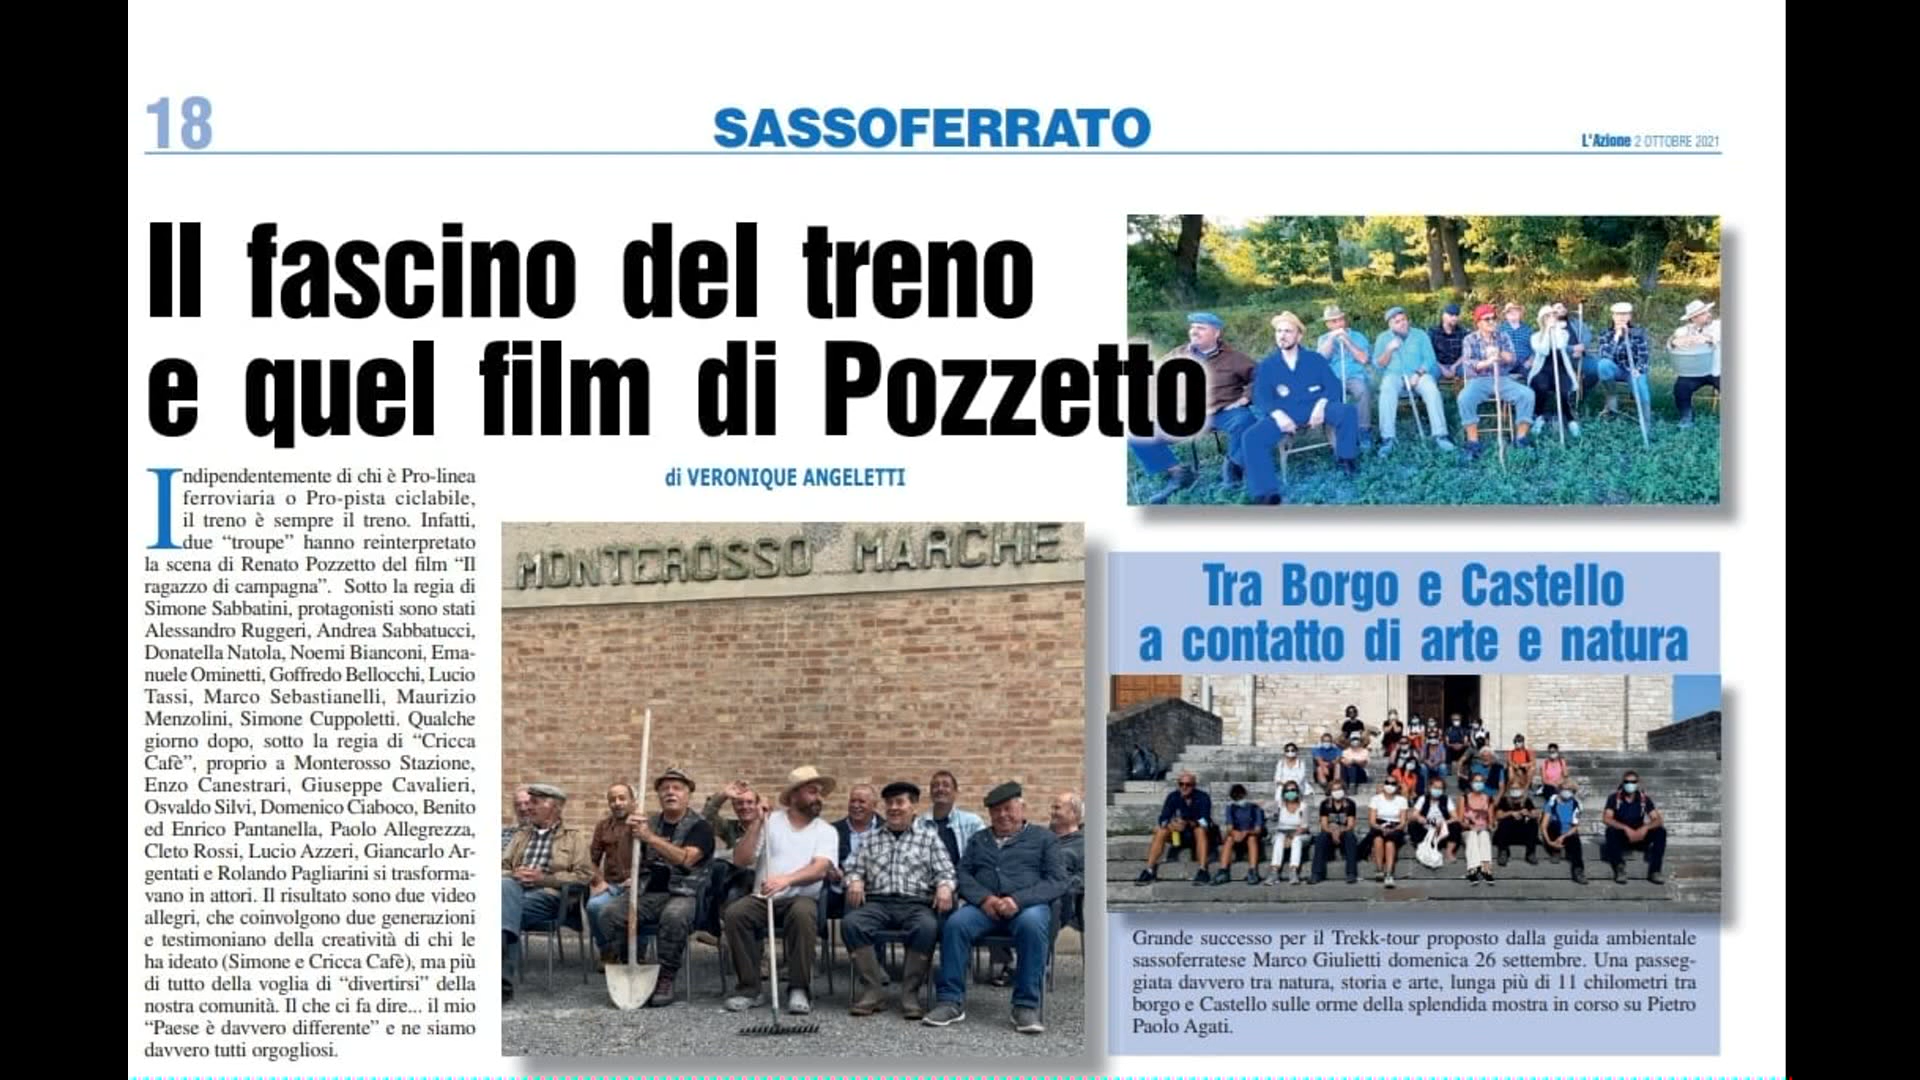 18
SASSOFERRATO
L'Azione 2 OTTOBRE 2021
Il fascino del treno
e quel film di Pozzetto
di VERONIQUE ANGELETTI
Indipendentemente di chi è Pro-linea
ferroviaria o Pro-pista ciclabile,
il treno è sempre il treno. Infatti,
due “troupe” hanno reinterpretato
la scena di Renato Pozzetto del film “Il
ragazzo di campagna”. Sotto la regia di
Simone Sabbatini, protagonisti sono stati
Alessandro Ruggeri, Andrea Sabbatucci,
Donatella Natola, Noemi Bianconi, Ema-
nuele Ominetti, Goffredo Bellocchi, Lucio
Tassi, Marco Sebastianelli, Maurizio
Menzolini, Simone Cuppoletti. Qualche
giorno dopo, sotto la regia di “Cricca
Cafè”, proprio a Monterosso Stazione,
Enzo Canestrari, Giuseppe Cavalieri,
Osvaldo Silvi, Domenico Ciaboco, Benito
ed Enrico Pantanella, Paolo Allegrezza,
Cleto Rossi, Lucio Azzeri, Giancarlo Ar-
gentati e Rolando Pagliarini si trasforma-
vano in attori. Il risultato sono due video
allegri, che coinvolgono due generazioni
e testimoniano della creatività di chi le
ha ideato (Simone e Cricca Cafè), ma più
di tutto della voglia di “divertirsi” della
nostra comunità. Il che ci fa dire... il mio
“Paese è davvero differente” e ne siamo
davvero tutti orgogliosi.
MONTEROSSO MARCHE
Tra Borgo e Castello
a contatto di arte e natura
Grande successo per il Trekk-tour proposto dalla guida ambientale
sassoferratese Marco Giulietti domenica 26 settembre. Una passeg-
giata davvero tra natura, storia e arte, lunga più di 11 chilometri tra
borgo e Castello sulle orme della splendida mostra in corso su Pietro
Paolo Agati.